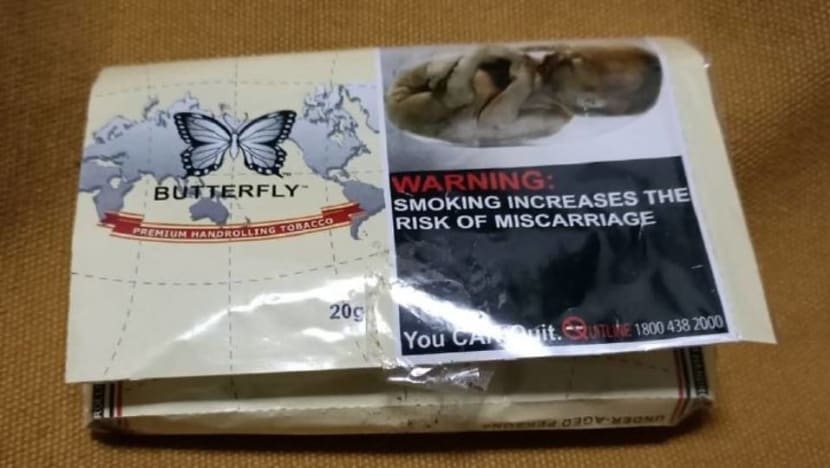 BUTTERFLY™
PREMIUM HANDROLLING TOBACCO
20g
WARNING:
SMOKING INCREASES THE
RISK OF MISCARRIAGE
You CAN Quit. QUITLINE 1800 438 2000
UNDER-AGED PERSONS